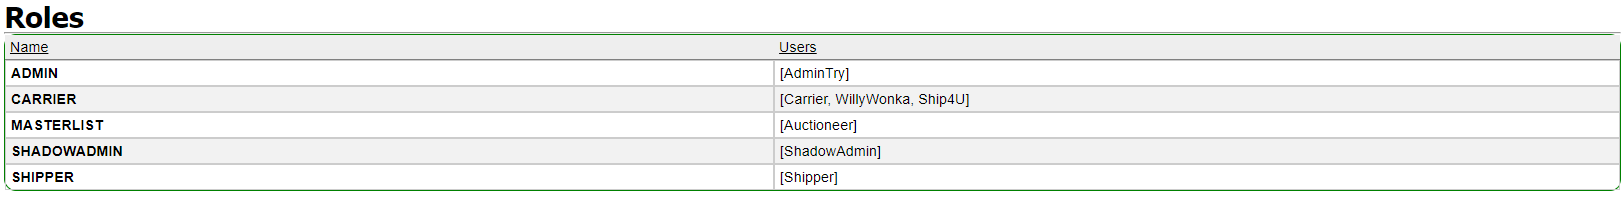 Roles
Name Users
ADMIN [AdminTry]
CARRIER [Carrier, WillyWonka, Ship4U]
MASTERLIST [Auctioneer]
SHADOWADMIN [ShadowAdmin]
SHIPPER [Shipper]